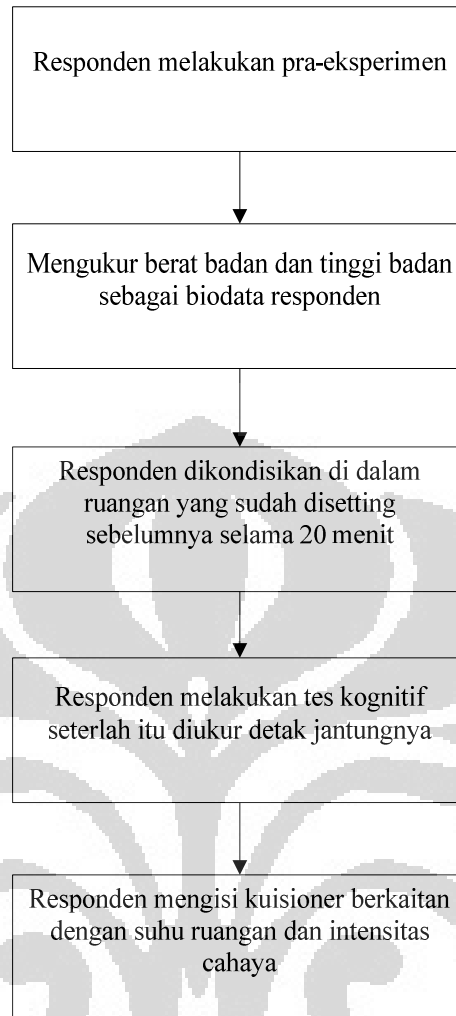 Responden melakukan pra-eksperimen
Mengukur berat badan dan tinggi badan
sebagai biodata responden
Responden dikondisikan di dalam
ruangan yang sudah disetting
sebelumnya selama 20 menit
Responden melakukan tes kognitif
seterlah itu diukur detak jantungnya
Responden mengisi kuisioner berkaitan
dengan suhu ruangan dan intensitas
cahaya